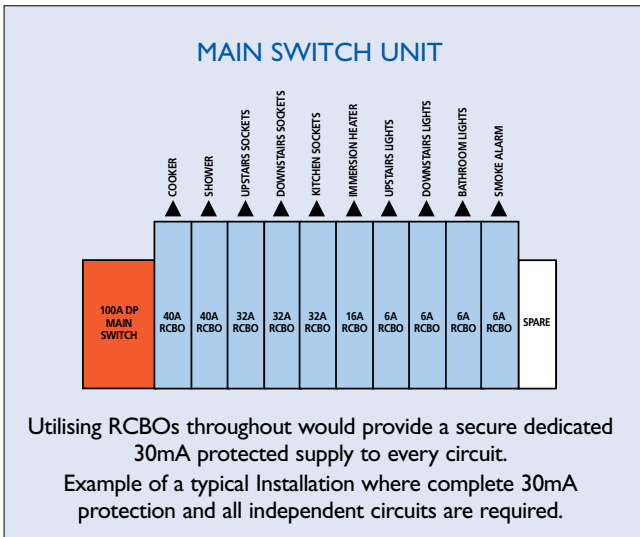 MAIN SWITCH UNIT
COOKER
SHOWER
UPSTAIRS SOCKETS
DOWNSTAIRS SOCKETS
KITCHEN SOCKETS
IMMERSION HEATER
UPSTAIRS LIGHTS
DOWNSTAIRS LIGHTS
BATHROOM LIGHTS
SMOKE ALARM
100A DP
MAIN
SWITCH
40A
RCBO
40A
RCBO
32A
RCBO
32A
RCBO
32A
RCBO
16A
RCBO
6A
RCBO
6A
RCBO
6A
RCBO
6A
RCBO
SPARE
Utilising RCBOs throughout would provide a secure dedicated
30mA protected supply to every circuit.
Example of a typical Installation where complete 30mA
protection and all independent circuits are required.